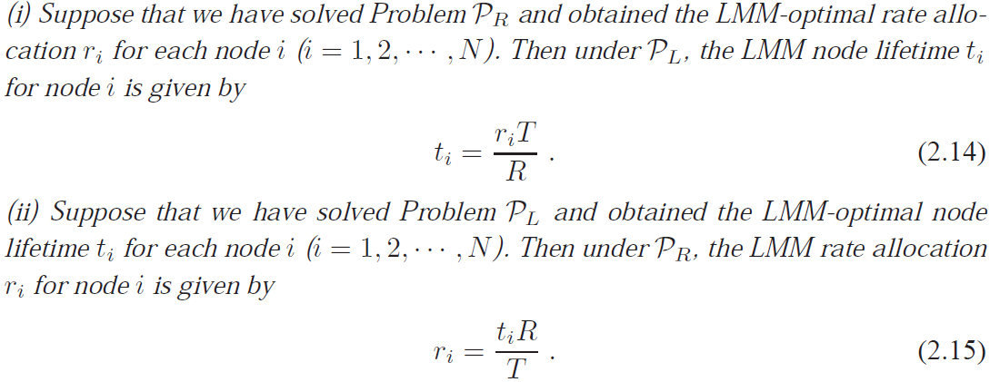 (i) Suppose that we have solved Problem $\mathcal{P}_R$ and obtained the LMM-optimal rate allo-
cation $r_i$ for each node $i$ ($i = 1, 2, \cdots, N$). Then under $\mathcal{P}_L$, the LMM node lifetime $t_i$
for node $i$ is given by
$t_i = \frac{r_i T}{R}$ . (2.14)
(ii) Suppose that we have solved Problem $\mathcal{P}_L$ and obtained the LMM-optimal node
lifetime $t_i$ for each node $i$ ($i = 1, 2, \cdots, N$). Then under $\mathcal{P}_R$, the LMM rate allocation
$r_i$ for node $i$ is given by
$r_i = \frac{t_i R}{T}$ . (2.15)